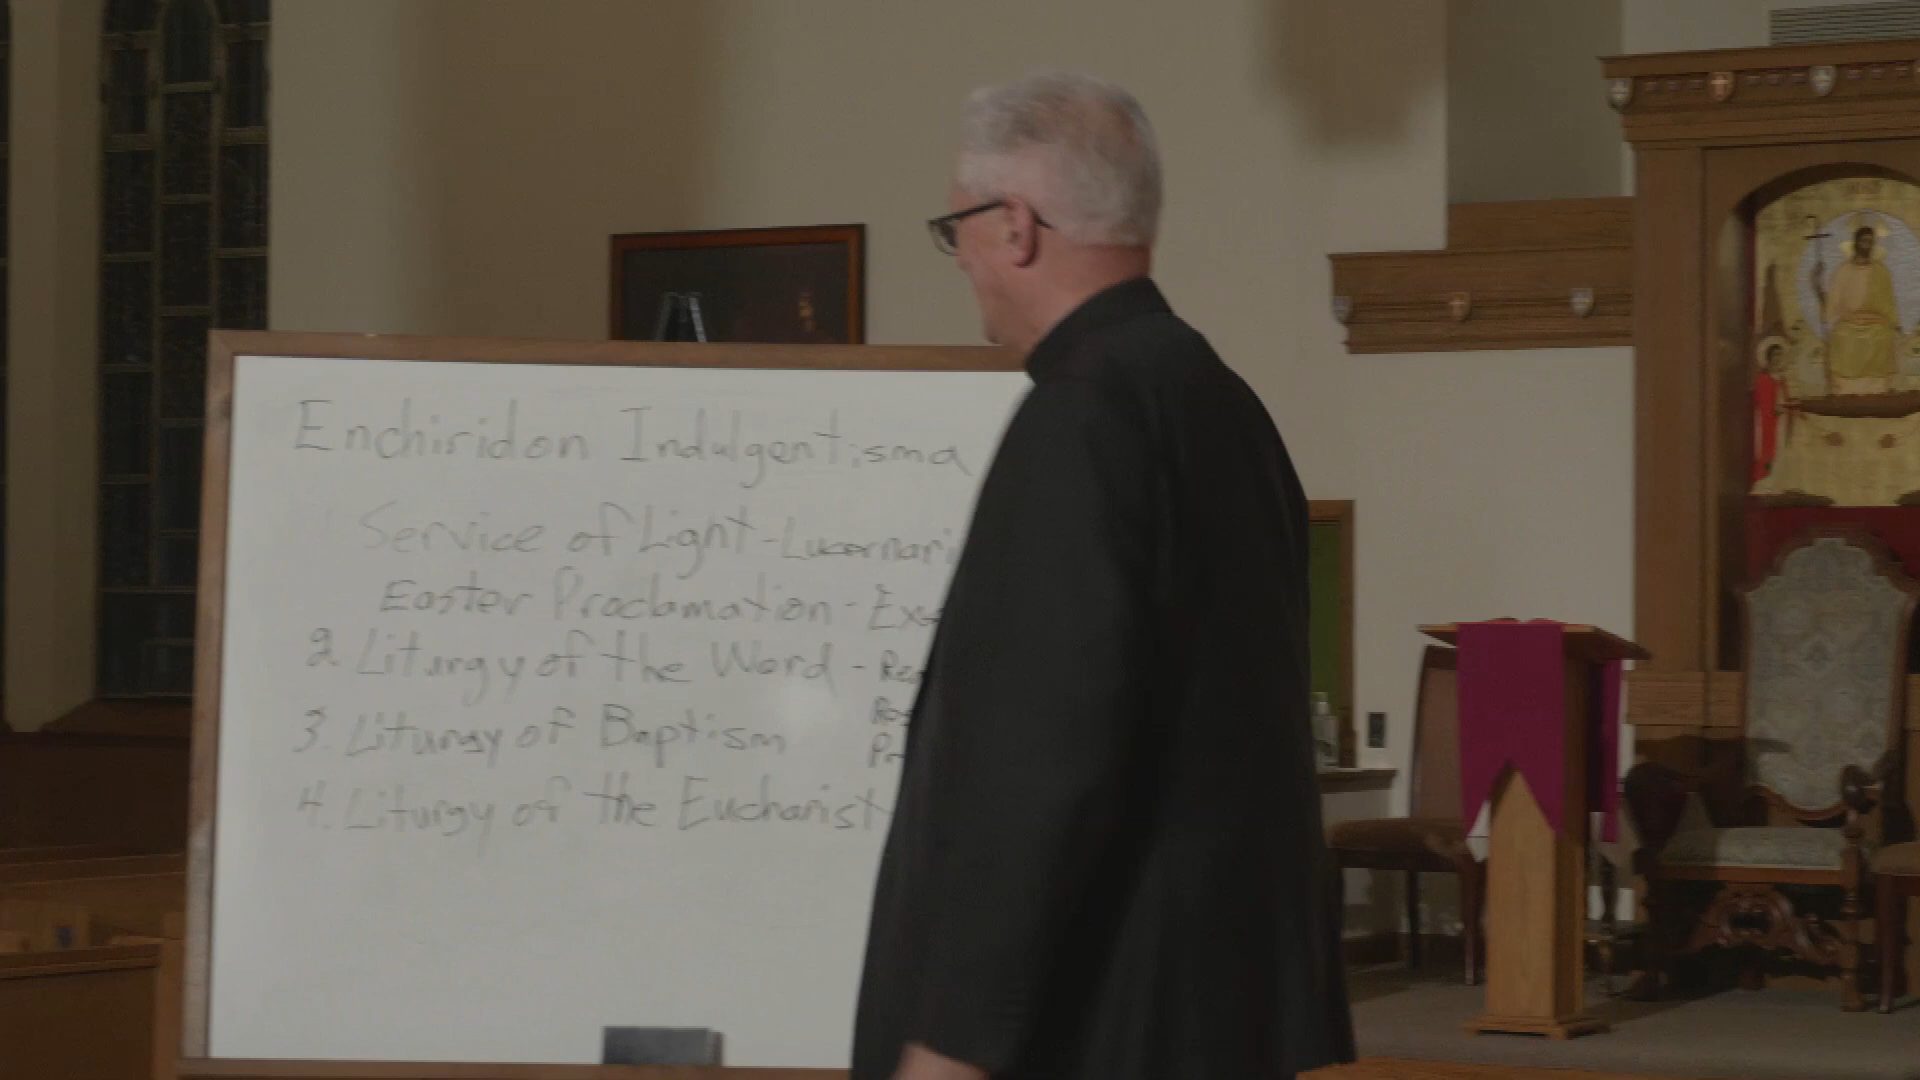 Enchiridon Indulgentisma
Service of Light - Lucernari
Easter Proclamation - Ex
2. Liturgy of the Word - Rea
3. Liturgy of Baptism
4. Liturgy of the Eucharist